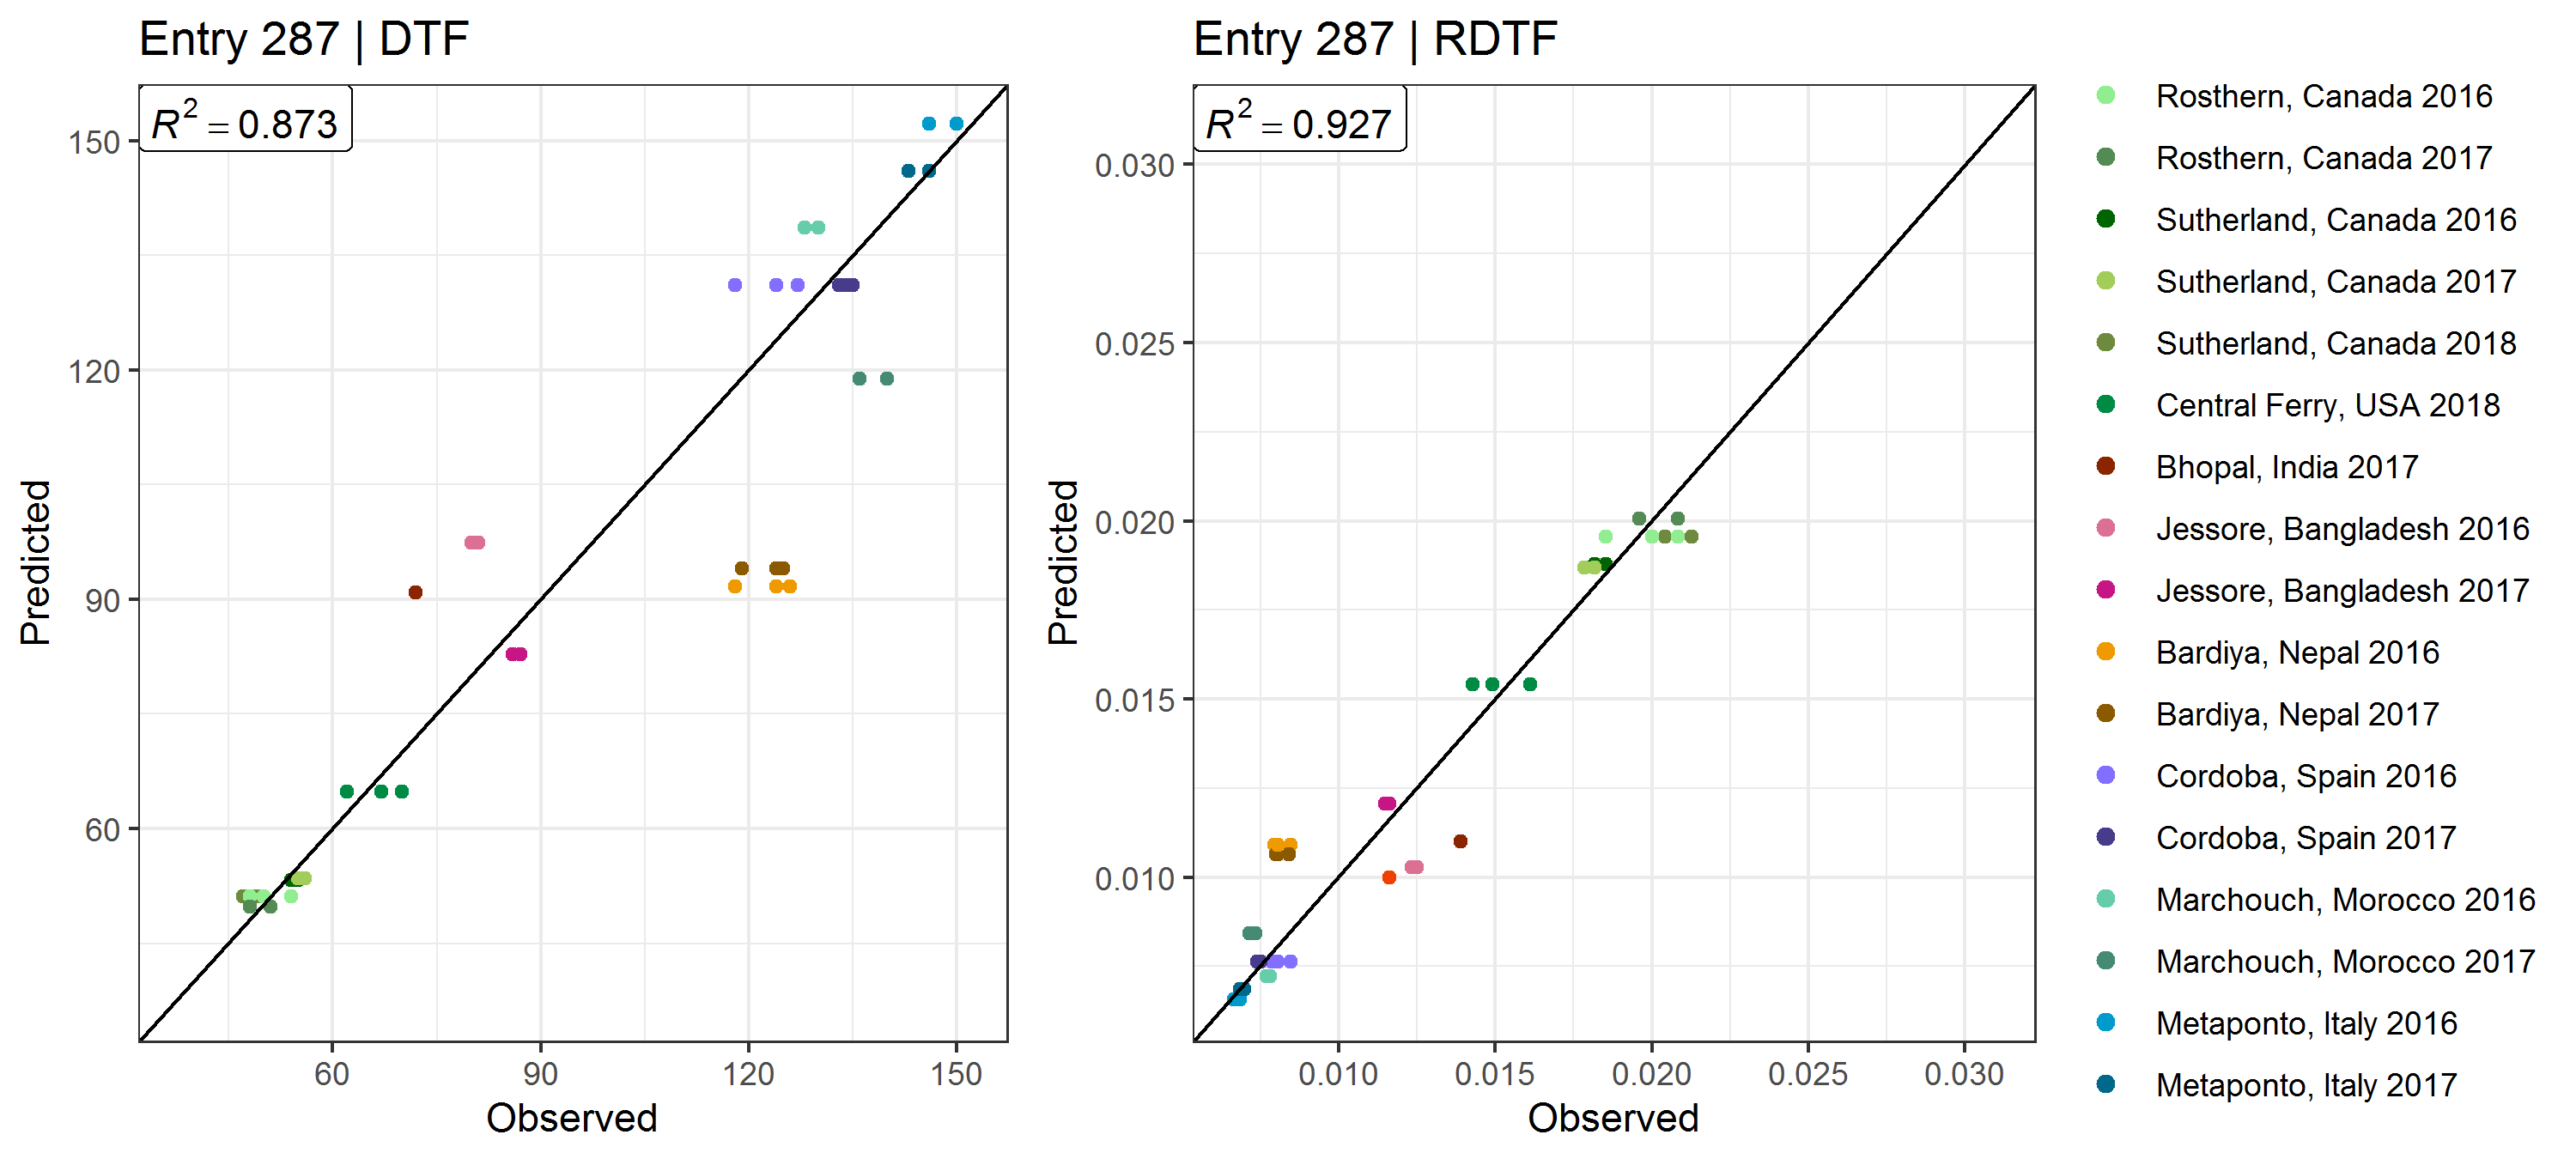 Entry 287 | DTF
R² = 0.873
150
120
90
60
Predicted
60 90 120 150
Observed
Entry 287 | RDTF
R² = 0.927
0.030
0.025
0.020
0.015
0.010
Predicted
0.010 0.015 0.020 0.025 0.030
Observed
Rosthern, Canada 2016
Rosthern, Canada 2017
Sutherland, Canada 2016
Sutherland, Canada 2017
Sutherland, Canada 2018
Central Ferry, USA 2018
Bhopal, India 2017
Jessore, Bangladesh 2016
Jessore, Bangladesh 2017
Bardiya, Nepal 2016
Bardiya, Nepal 2017
Cordoba, Spain 2016
Cordoba, Spain 2017
Marchouch, Morocco 2016
Marchouch, Morocco 2017
Metaponto, Italy 2016
Metaponto, Italy 2017